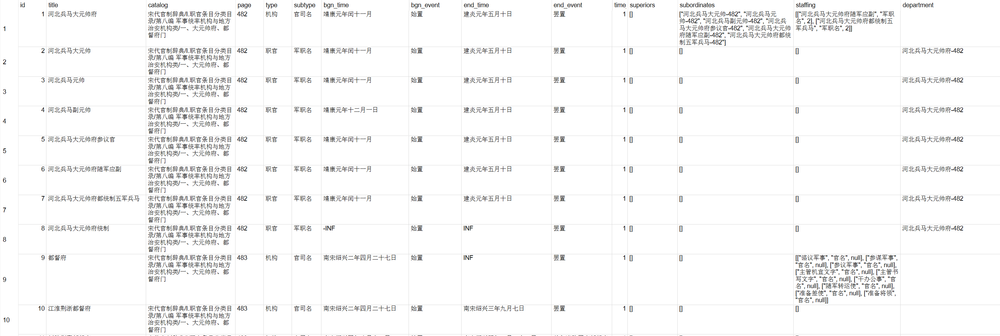 id title catalog page type subtype bgn_time bgn_event end_time end_event time superiors subordinates staffing department
1 1 河北兵马大元帅府 宋代官制辞典/I.职官条目分类目录/第八编 军事统率机构与地方治安机构类/一、大元帅府、都督府门 482 机构 官司名 靖康元年闰十一月 始置 建炎元年五月十日 罢置 1 [] ["河北兵马大元帅-482", "河北兵马元帅-482", "河北兵马副元帅-482", "河北兵马大元帅府参议官-482", "河北兵马大元帅府随军应副-482", "河北兵马大元帅府都统制五军兵马-482"] [["河北兵马大元帅府随军应副", "军职名", 2], ["河北兵马大元帅府都统制五军兵马", "军职名", 2]]
2 2 河北兵马大元帅 宋代官制辞典/I.职官条目分类目录/第八编 军事统率机构与地方治安机构类/一、大元帅府、都督府门 482 职官 军职名 靖康元年闰十一月 始置 建炎元年五月十日 罢置 1 [] [] [] 河北兵马大元帅府-482
3 3 河北兵马元帅 宋代官制辞典/I.职官条目分类目录/第八编 军事统率机构与地方治安机构类/一、大元帅府、都督府门 482 职官 军职名 靖康元年闰十一月 始置 建炎元年五月十日 罢置 1 [] [] [] 河北兵马大元帅府-482
4 4 河北兵马副元帅 宋代官制辞典/I.职官条目分类目录/第八编 军事统率机构与地方治安机构类/一、大元帅府、都督府门 482 职官 军职名 靖康元年十二月一日 始置 建炎元年五月十日 罢置 1 [] [] [] 河北兵马大元帅府-482
5 5 河北兵马大元帅府参议官 宋代官制辞典/I.职官条目分类目录/第八编 军事统率机构与地方治安机构类/一、大元帅府、都督府门 482 职官 军职名 靖康元年闰十一月 始置 建炎元年五月十日 罢置 1 [] [] [] 河北兵马大元帅府-482
6 6 河北兵马大元帅府随军应副 宋代官制辞典/I.职官条目分类目录/第八编 军事统率机构与地方治安机构类/一、大元帅府、都督府门 482 职官 军职名 靖康元年闰十一月 始置 建炎元年五月十日 罢置 1 [] [] [] 河北兵马大元帅府-482
7 7 河北兵马大元帅府都统制五军兵马 宋代官制辞典/I.职官条目分类目录/第八编 军事统率机构与地方治安机构类/一、大元帅府、都督府门 482 职官 军职名 靖康元年闰十一月 始置 建炎元年五月十日 罢置 1 [] [] [] 河北兵马大元帅府-482
8 8 河北兵马大元帅府统制 宋代官制辞典/I.职官条目分类目录/第八编 军事统率机构与地方治安机构类/一、大元帅府、都督府门 482 职官 军职名 -INF 始置 INF 罢置 1 [] [] [] 河北兵马大元帅府-482
9 9 都督府 宋代官制辞典/I.职官条目分类目录/第八编 军事统率机构与地方治安机构类/一、大元帅府、都督府门 483 机构 官司名 南宋绍兴二年四月二十七日 始置 INF 罢置 1 [] [] [["谘议军事", "官名", null], ["参谋军事", "官名", null], ["参议军事", "官名", null], ["主管机宜文字", "官名", null], ["主管书写文字", "官名", null], ["干办公事", "官名", null], ["随军转运使", "官名", null], ["准备差使", "官名", null], ["准备将领", "官名", null]]
10 10 江淮荆浙都督府 宋代官制辞典/I.职官条目分类目录/第八编 军事统率机构与地方治安机构类/一、大元帅府、都督府门 483 机构 官司名 南宋绍兴二年四月二十七日 始置 南宋绍兴三年九月七日 罢置 1 [] [] []